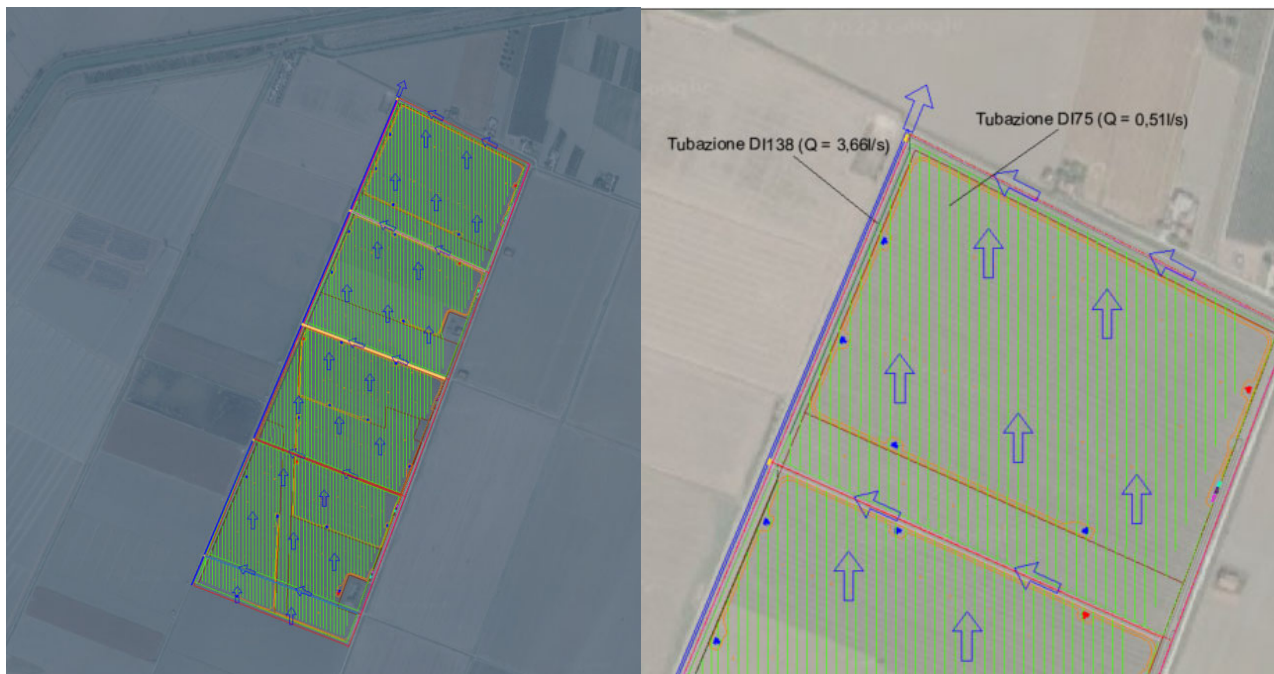 Tubazione DI75 (Q = 0,51l/s)
Tubazione DI138 (Q = 3,66l/s)